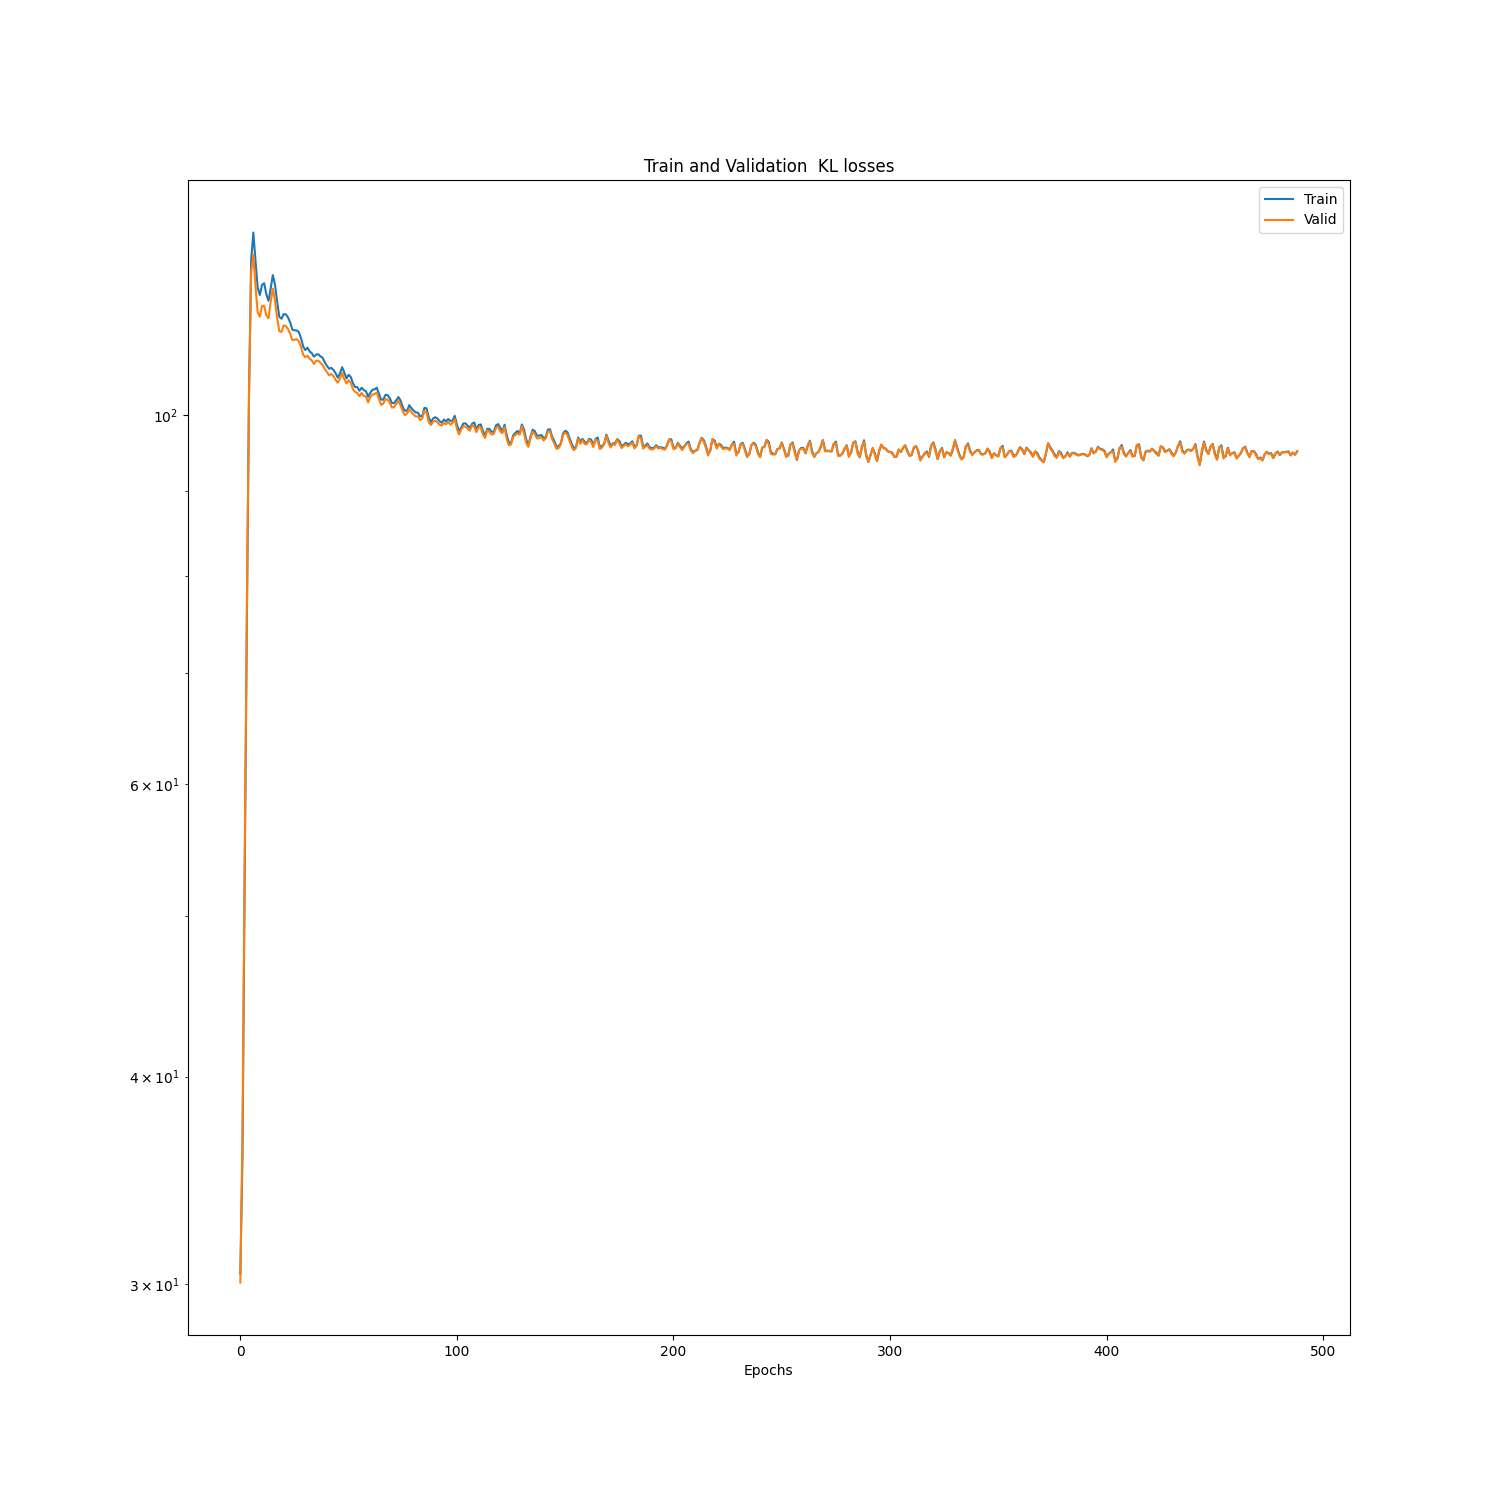 Train and Validation  KL losses
Train
Valid
10²
6 × 10¹
4 × 10¹
3 × 10¹
0 100 200 300 400 500
Epochs